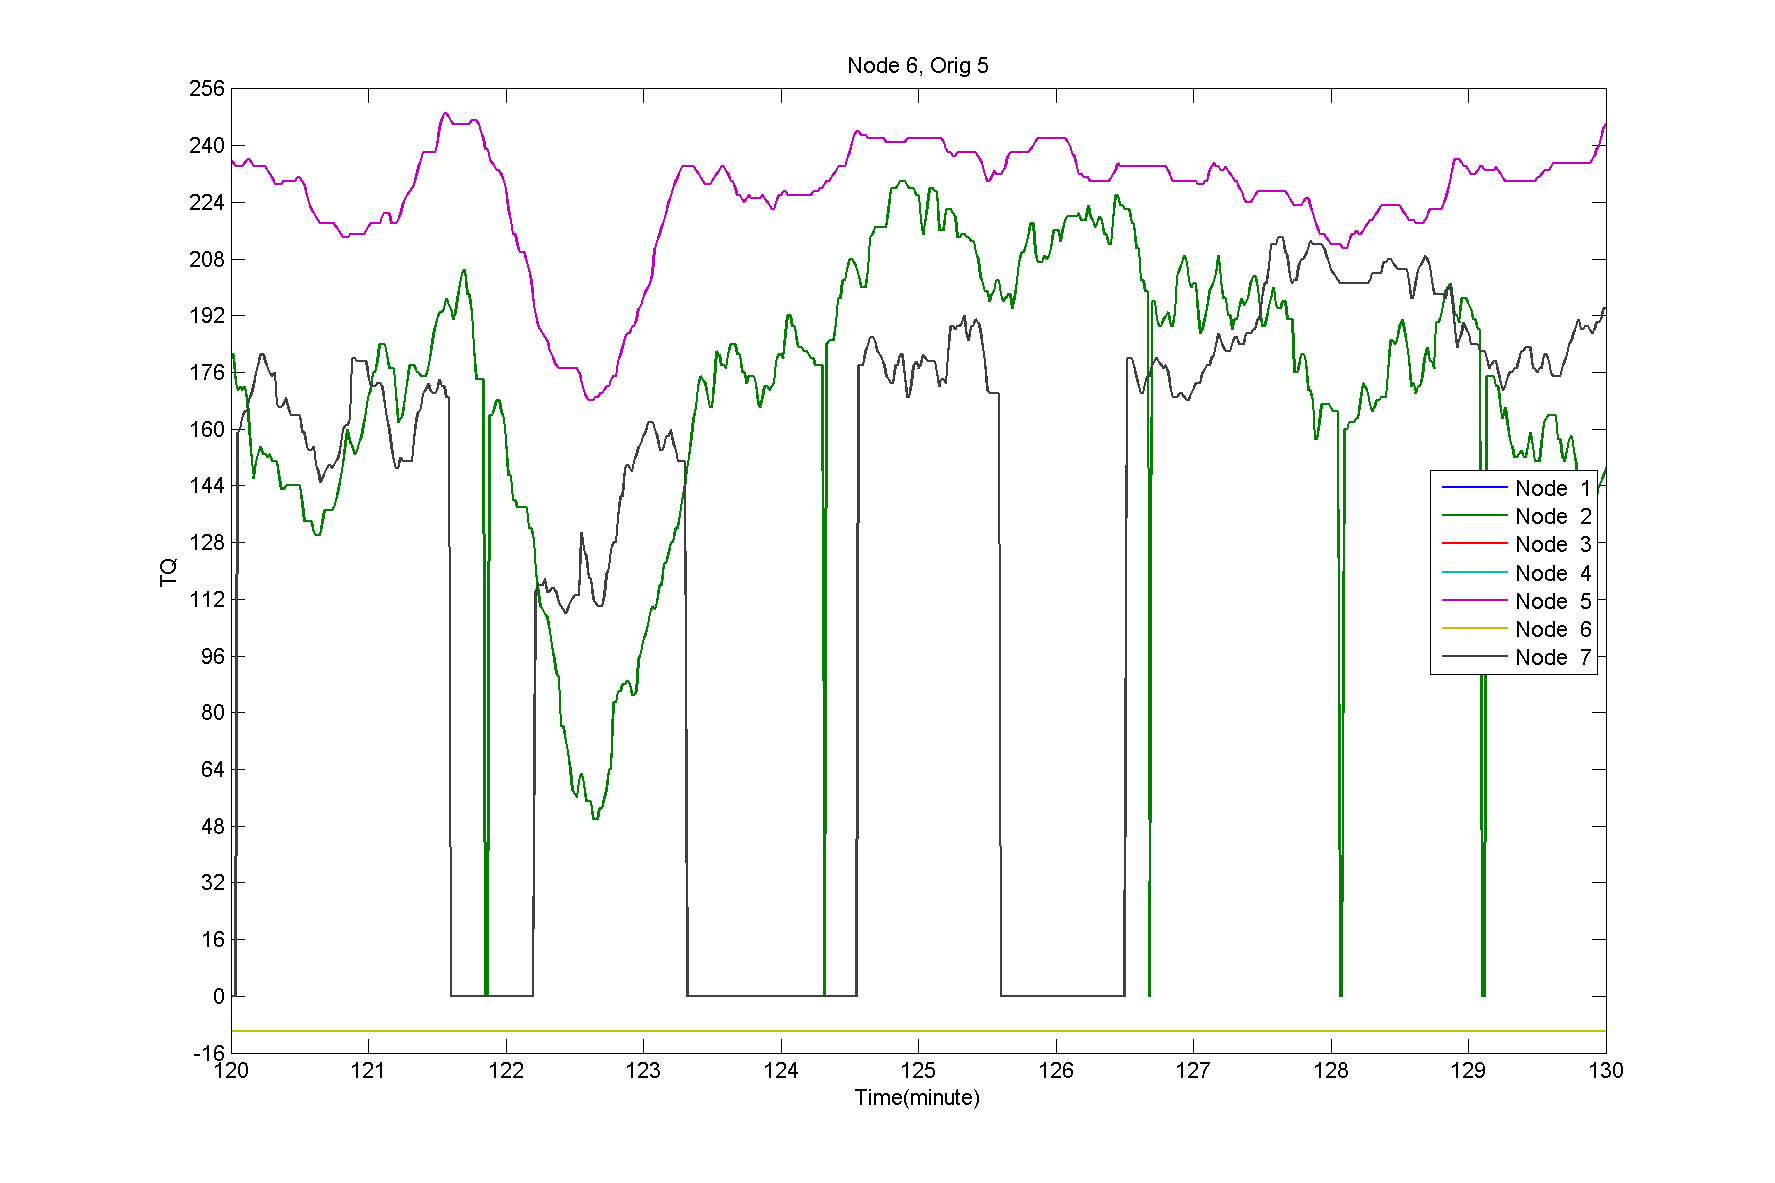 Node 6, Orig 5
256
240
224
208
192
176
160
144
128
112
96
80
64
48
32
16
0
-16
TQ
Node 1
Node 2
Node 3
Node 4
Node 5
Node 6
Node 7
120 121 122 123 124 125 126 127 128 129 130
Time(minute)